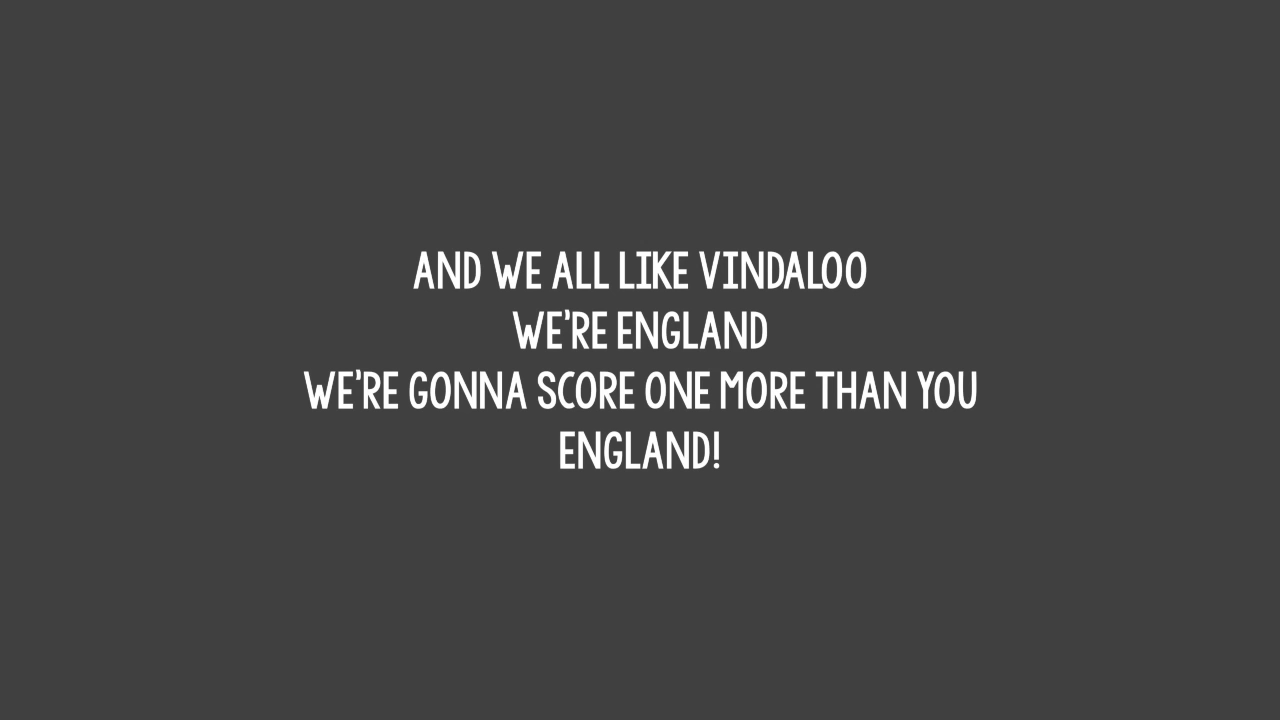 AND WE ALL LIKE VINDALOO
WE'RE ENGLAND
WE'RE GONNA SCORE ONE MORE THAN YOU
ENGLAND!